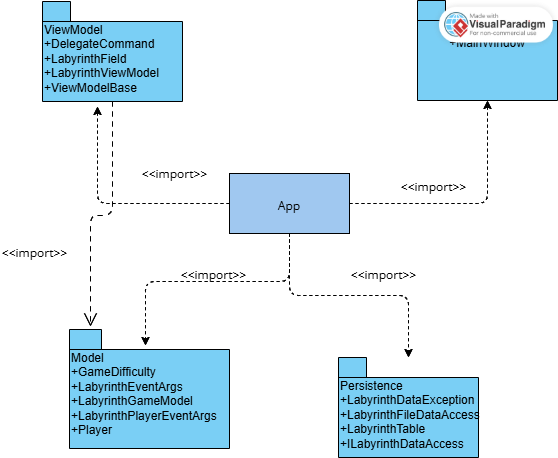 ViewModel
+DelegateCommand
+LabyrinthField
+LabyrinthViewModel
+ViewModelBase
Made with
Visual Paradigm
For non-commercial use
+MainWindow
<<import>>
<<import>>
App
<<import>>
<<import>>
<<import>>
Model
+GameDifficulty
+LabyrinthEventArgs
+LabyrinthGameModel
+LabyrinthPlayerEventArgs
+Player
Persistence
+LabyrinthDataException
+LabyrinthFileDataAccess
+LabyrinthTable
+ILabyrinthDataAccess